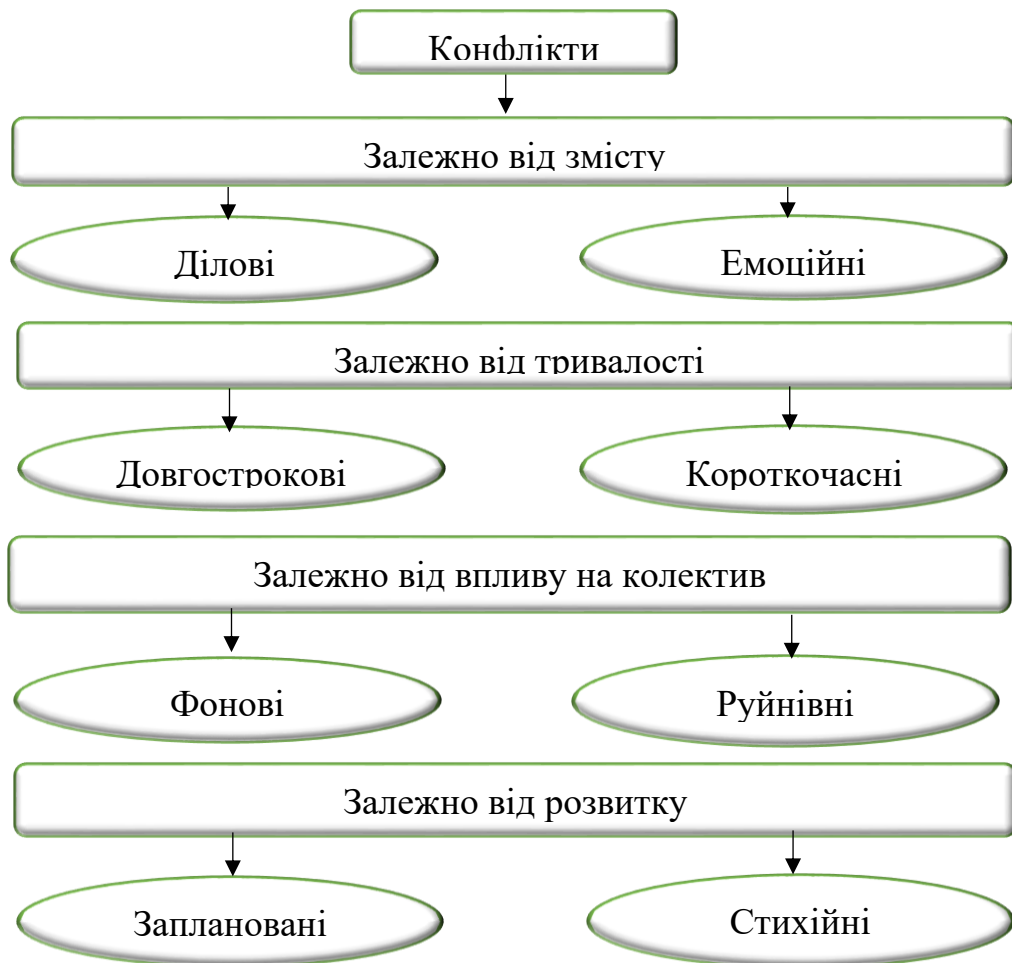 Конфлікти
Залежно від змісту
Ділові
Емоційні
Залежно від тривалості
Довгострокові
Короткочасні
Залежно від впливу на колектив
Фонові
Руйнівні
Залежно від розвитку
Заплановані
Стихійні